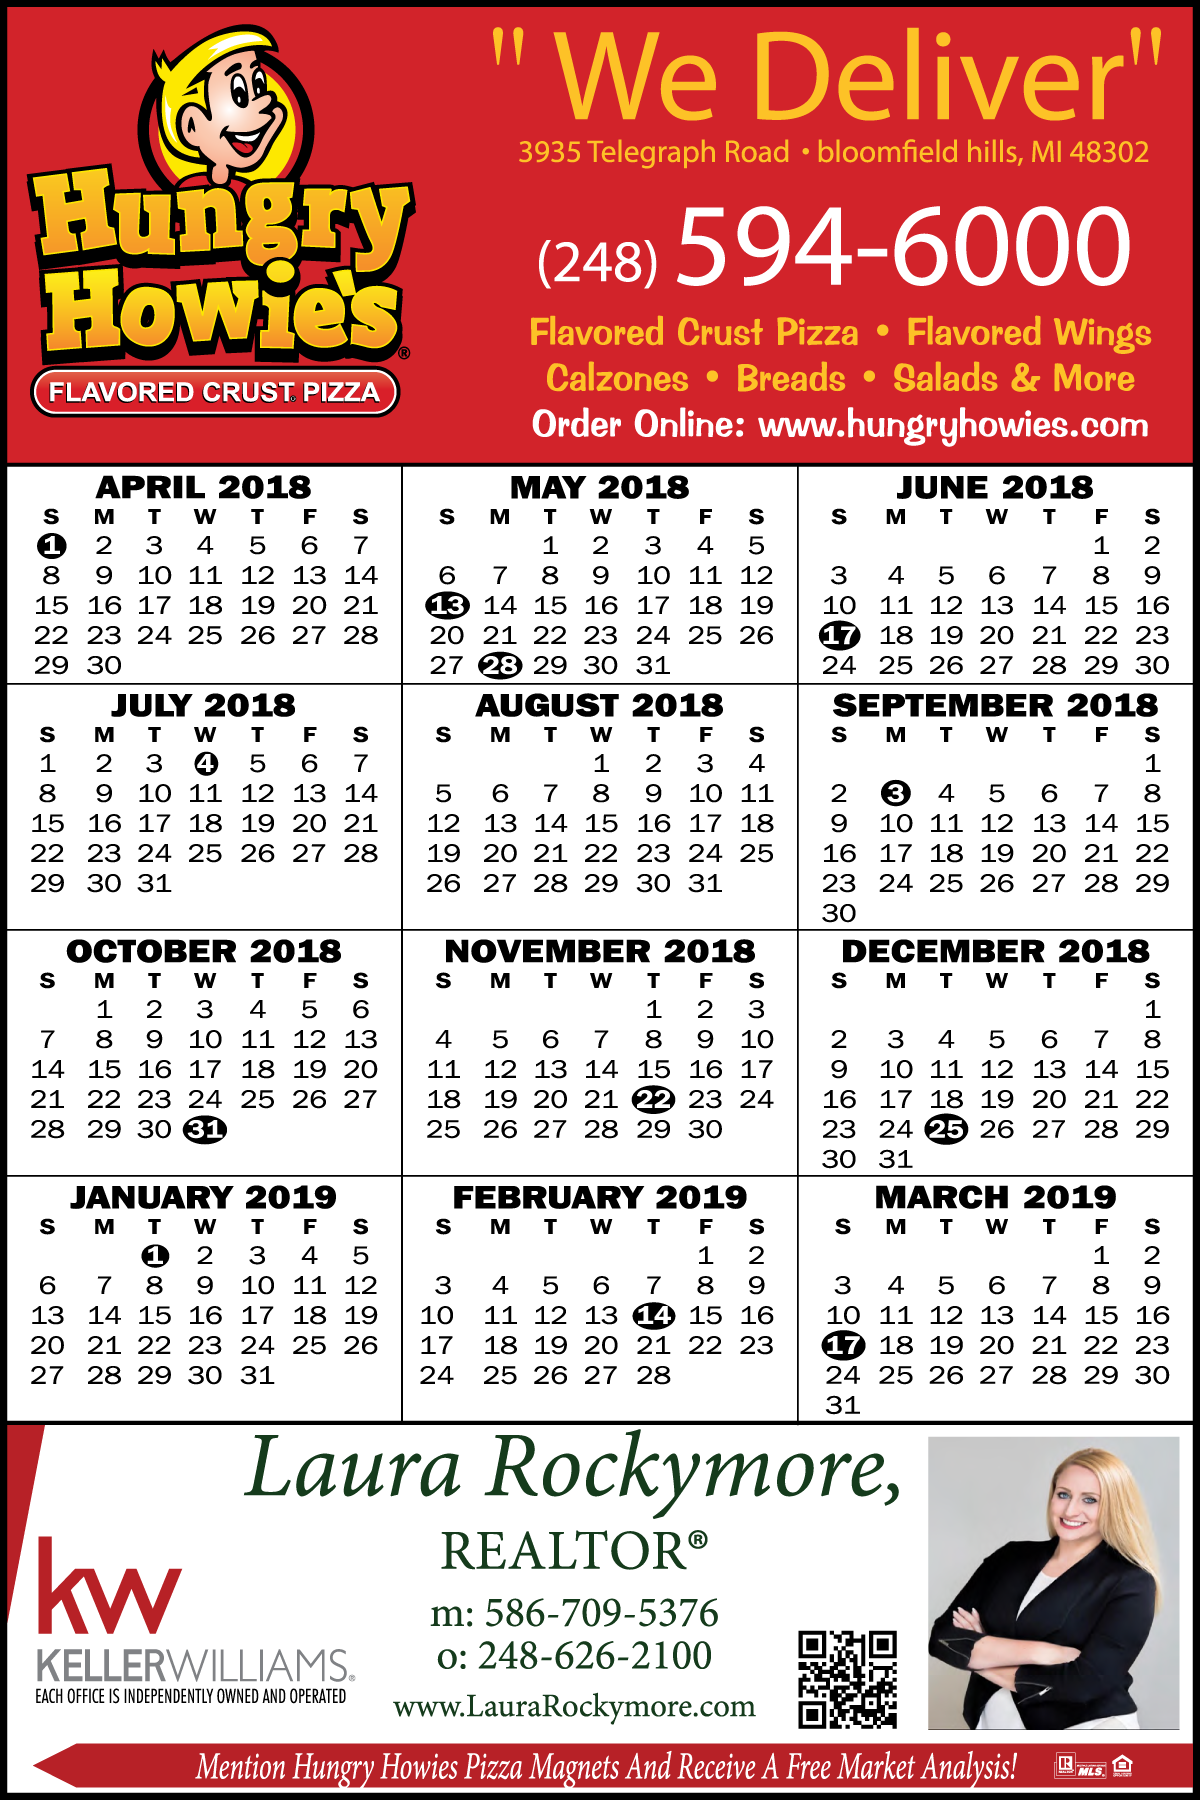 Hungry
Howie's®
FLAVORED CRUST® PIZZA
" We Deliver"
3935 Telegraph Road • bloomfield hills, MI 48302
(248) 594-6000
Flavored Crust Pizza • Flavored Wings
Calzones • Breads • Salads & More
Order Online: www.hungryhowies.com
APRIL 2018
S M T W T F S
1 2 3 4 5 6 7
8 9 10 11 12 13 14
15 16 17 18 19 20 21
22 23 24 25 26 27 28
29 30
MAY 2018
S M T W T F S
1 2 3 4 5
6 7 8 9 10 11 12
13 14 15 16 17 18 19
20 21 22 23 24 25 26
27 28 29 30 31
JUNE 2018
S M T W T F S
1 2
3 4 5 6 7 8 9
10 11 12 13 14 15 16
17 18 19 20 21 22 23
24 25 26 27 28 29 30
JULY 2018
S M T W T F S
1 2 3 4 5 6 7
8 9 10 11 12 13 14
15 16 17 18 19 20 21
22 23 24 25 26 27 28
29 30 31
AUGUST 2018
S M T W T F S
1 2 3 4
5 6 7 8 9 10 11
12 13 14 15 16 17 18
19 20 21 22 23 24 25
26 27 28 29 30 31
SEPTEMBER 2018
S M T W T F S
1
2 3 4 5 6 7 8
9 10 11 12 13 14 15
16 17 18 19 20 21 22
23 24 25 26 27 28 29
30
OCTOBER 2018
S M T W T F S
1 2 3 4 5 6
7 8 9 10 11 12 13
14 15 16 17 18 19 20
21 22 23 24 25 26 27
28 29 30 31
NOVEMBER 2018
S M T W T F S
1 2 3
4 5 6 7 8 9 10
11 12 13 14 15 16 17
18 19 20 21 22 23 24
25 26 27 28 29 30
DECEMBER 2018
S M T W T F S
1
2 3 4 5 6 7 8
9 10 11 12 13 14 15
16 17 18 19 20 21 22
23 24 25 26 27 28 29
30 31
JANUARY 2019
S M T W T F S
1 2 3 4 5
6 7 8 9 10 11 12
13 14 15 16 17 18 19
20 21 22 23 24 25 26
27 28 29 30 31
FEBRUARY 2019
S M T W T F S
1 2
3 4 5 6 7 8 9
10 11 12 13 14 15 16
17 18 19 20 21 22 23
24 25 26 27 28
MARCH 2019
S M T W T F S
1 2
3 4 5 6 7 8 9
10 11 12 13 14 15 16
17 18 19 20 21 22 23
24 25 26 27 28 29 30
31
Laura Rockymore,
REALTOR®
m: 586-709-5376
o: 248-626-2100
www.LauraRockymore.com
kw
KELLERWILLIAMS®
EACH OFFICE IS INDEPENDENTLY OWNED AND OPERATED
Mention Hungry Howies Pizza Magnets And Receive A Free Market Analysis!
R
MLS